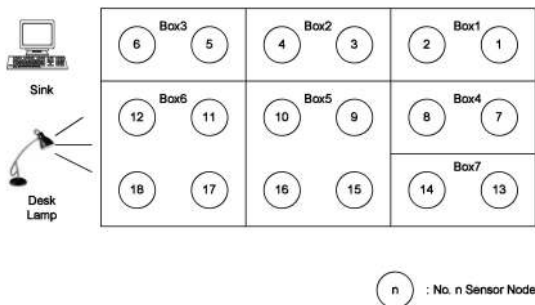 Box3 Box2 Box1
6 5 4 3 2 1
Sink
Box6 Box5 Box4
12 11 10 9 8 7
Box7
18 17 16 15 14 13
Desk
Lamp
n : No. n Sensor Node